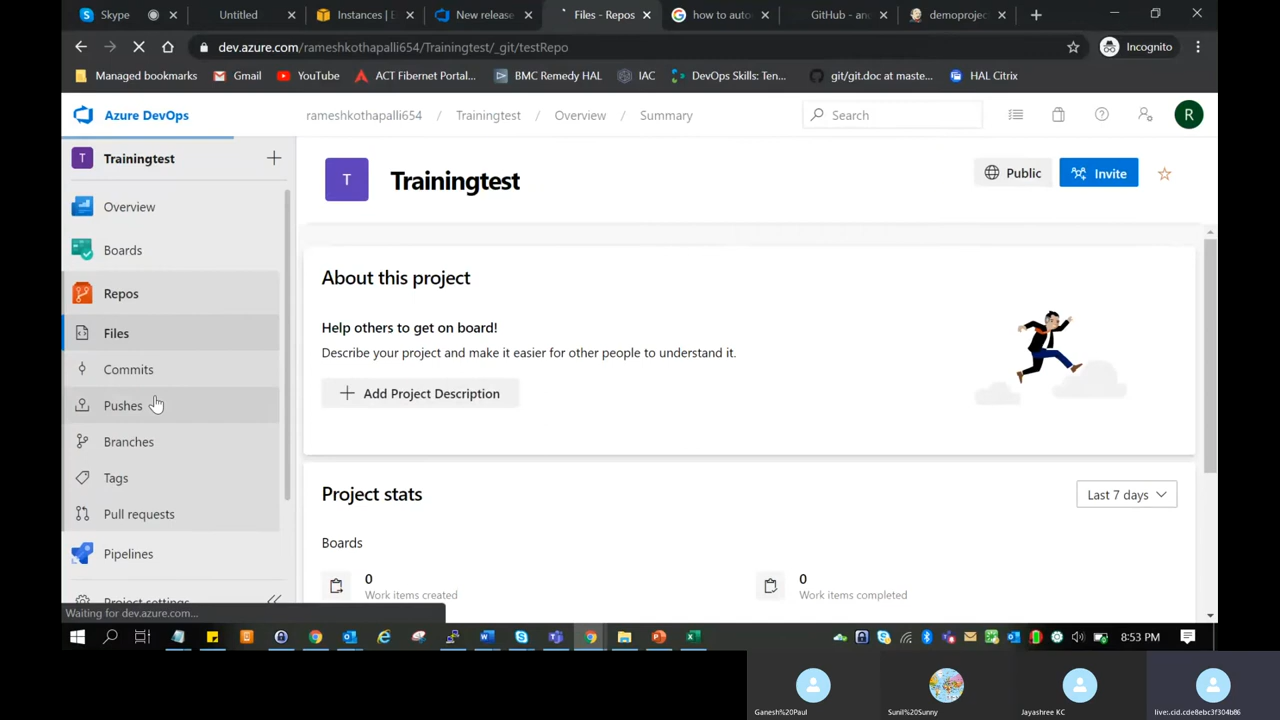 Skype
Untitled
Instances | E
New release
Files - Repos
how to auto
GitHub - an
demoprojec
dev.azure.com/rameshkothapalli654/Trainingtest/_git/testRepo
Incognito
Managed bookmarks
Gmail
YouTube
ACT Fibernet Portal...
BMC Remedy HAL
IAC
DevOps Skills: Ten...
git/git.doc at maste...
HAL Citrix
Azure DevOps
rameshkothapalli654 / Trainingtest / Overview / Summary
Search
R
T Trainingtest
Overview
Boards
Repos
Files
Commits
Pushes
Branches
Tags
Pull requests
Pipelines
Project settings
Waiting for dev.azure.com...
T
Trainingtest
Public
Invite
About this project
Help others to get on board!
Describe your project and make it easier for other people to understand it.
Add Project Description
Project stats
Last 7 days
Boards
0
Work items created
0
Work items completed
8:53 PM
Ganesh%20Paul
Sunil%20Sunny
Jayashree KC
live:.cid.cde8ebc3f304b86